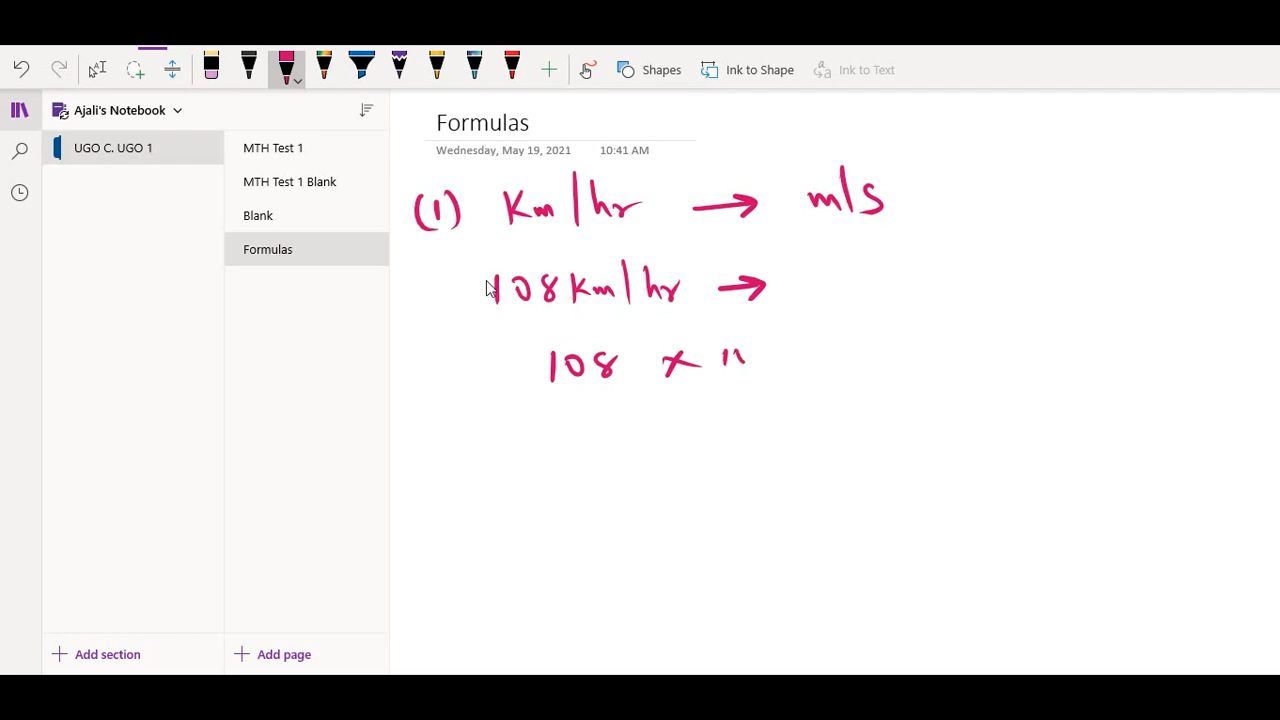 Shapes
Ink to Shape
Ink to Text
Ajali's Notebook
UGO C. UGO 1
MTH Test 1
MTH Test 1 Blank
Blank
Formulas
Add section
Add page
Formulas
Wednesday, May 19, 2021 10:41 AM
(1) Km/hr → m/s
108 Km/hr →
108 ×